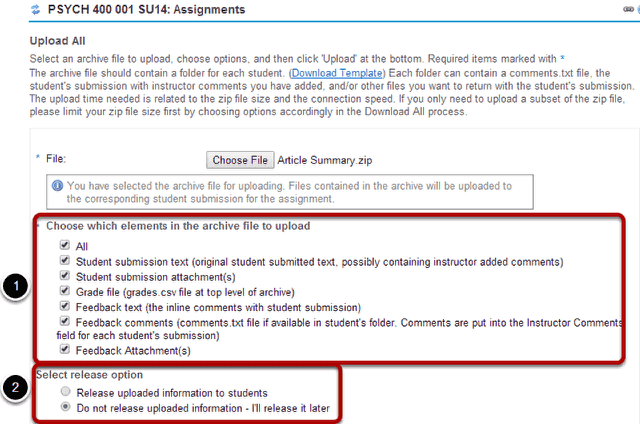 PSYCH 400 001 SU14: Assignments
Upload All
Select an archive file to upload, choose options, and then click 'Upload' at the bottom. Required items marked with *
The archive file should contain a folder for each student. (Download Template) Each folder can contain a comments.txt file, the
student's submission with instructor comments you have added, and/or other files you want to return with the student's submission.
The upload time needed is related to the zip file size and the connection speed. If you only need to upload a subset of the zip file,
please limit your zip file size first by choosing options accordingly in the Download All process.
* File: Choose File Article Summary.zip
You have selected the archive file for uploading. Files contained in the archive will be uploaded to
the corresponding student submission for the assignment.
* Choose which elements in the archive file to upload
All
Student submission text (original student submitted text, possibly containing instructor added comments)
Student submission attachment(s)
1
Grade file (grades.csv file at top level of archive)
Feedback text (the inline comments with student submission)
Feedback comments (comments.txt file if available in student's folder. Comments are put into the Instructor Comments
field for each student's submission)
Feedback Attachment(s)
Select release option
2
Release uploaded information to students
Do not release uploaded information - I'll release it later